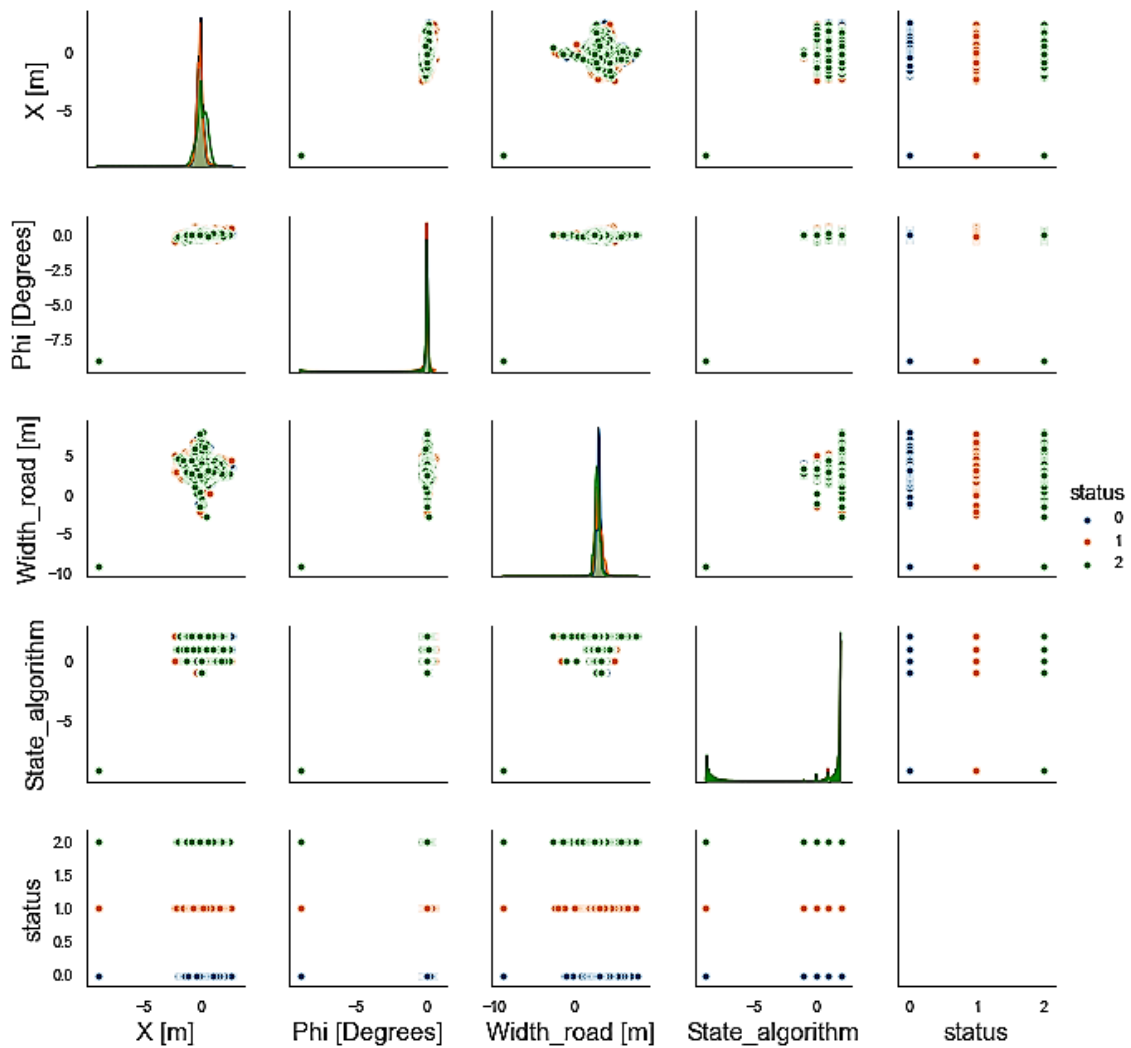 0
-5
X [m]
0.0
-2.5
-5.0
-7.5
Phi [Degrees]
5
0
-5
-10
Width_road [m]
status
0
1
2
0
-5
State_algorithm
2.0
1.5
1.0
0.5
0.0
status
-5 0 -5 0 -10 0 -5 0 0 1 2
X [m] Phi [Degrees] Width_road [m] State_algorithm status